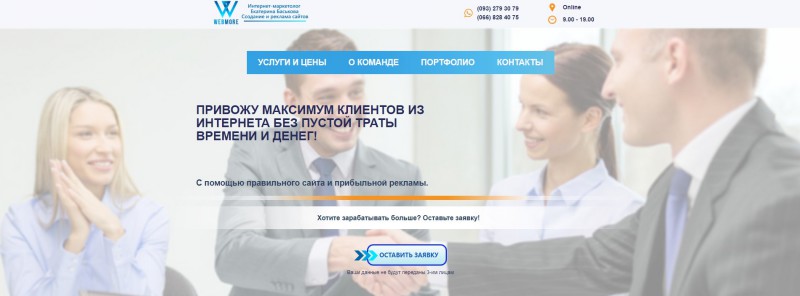 WEBMORE
Интернет-маркетолог
Екатерина Баськова
Создание и реклама сайтов
(093) 279 30 79
(066) 828 40 75
Online
9.00 - 19.00
УСЛУГИ И ЦЕНЫ О КОМАНДЕ ПОРТФОЛИО КОНТАКТЫ
ПРИВОЖУ МАКСИМУМ КЛИЕНТОВ ИЗ
ИНТЕРНЕТА БЕЗ ПУСТОЙ ТРАТЫ
ВРЕМЕНИ И ДЕНЕГ!
С помощью правильного сайта и прибыльной рекламы.
Хотите зарабатывать больше? Оставьте заявку!
ОСТАВИТЬ ЗАЯВКУ
Ваши данные не будут переданы 3-им лицам